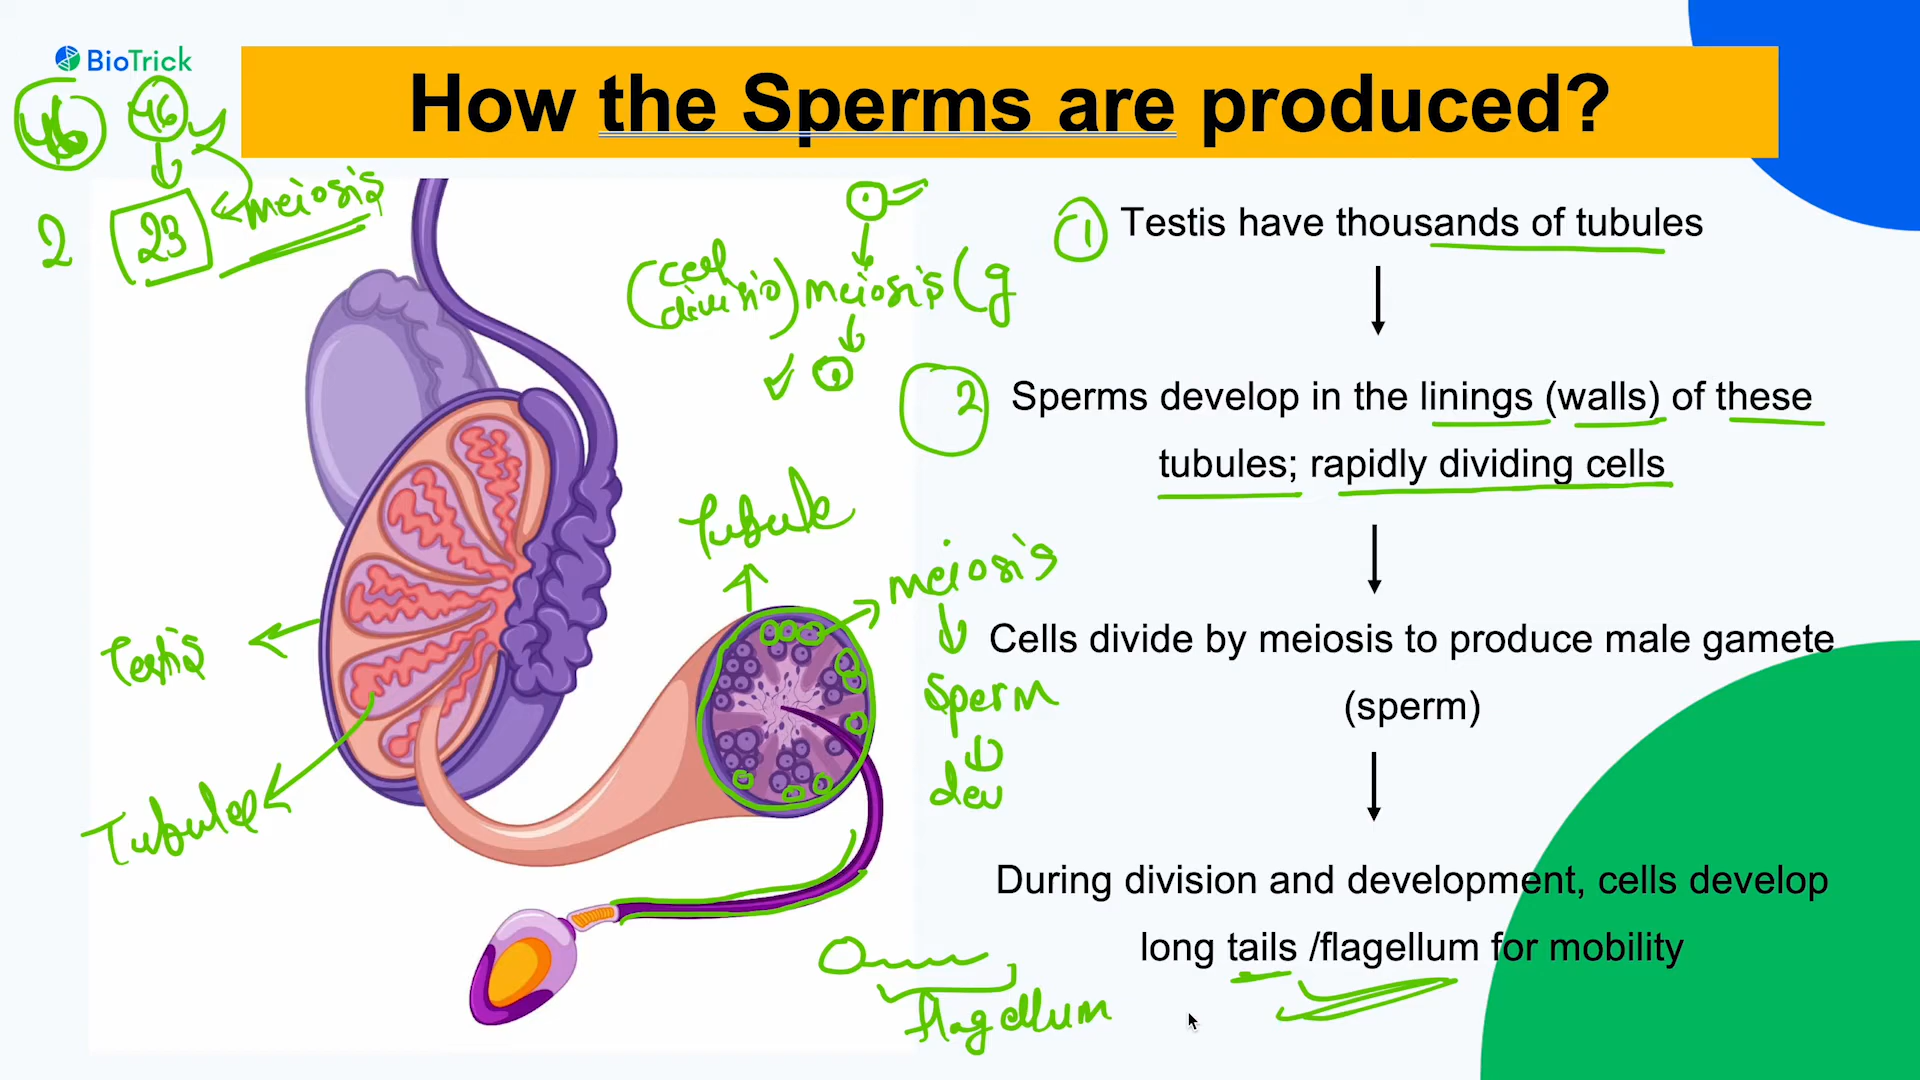 BioTrick
How the Sperms are produced?
46 46
2 23 meiosis
(cell division) meiosis (g
1 Testis have thousands of tubules
2 Sperms develop in the linings (walls) of these
tubules; rapidly dividing cells
Tubule
meiosis
Cells divide by meiosis to produce male gamete
(sperm)
Testis
sperm
dev
Tubules
During division and development, cells develop
long tails /flagellum for mobility
flagellum